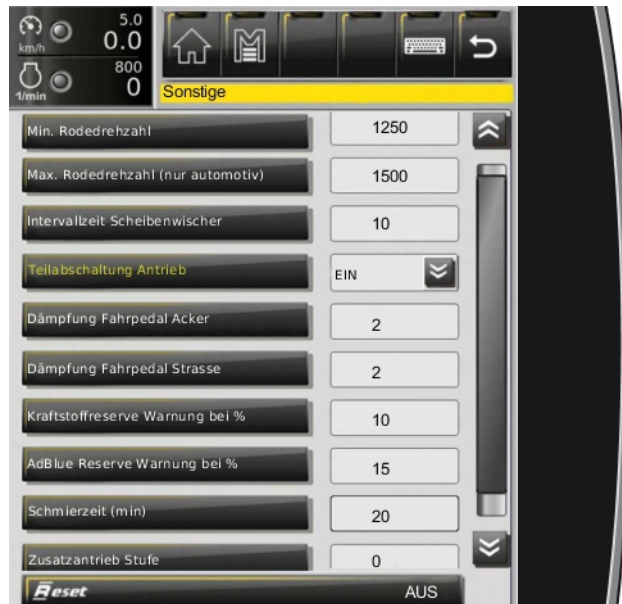 km/h
5.0
0.0
1/min
800
0
Sonstige
Min. Rodedrehzahl 1250
Max. Rodedrehzahl (nur automotiv) 1500
Intervallzeit Scheibenwischer 10
Teilabschaltung Antrieb EIN
Dämpfung Fahrpedal Acker 2
Dämpfung Fahrpedal Strasse 2
Kraftstoffreserve Warnung bei % 10
AdBlue Reserve Warnung bei % 15
Schmierzeit (min) 20
Zusatzantrieb Stufe 0
Reset AUS